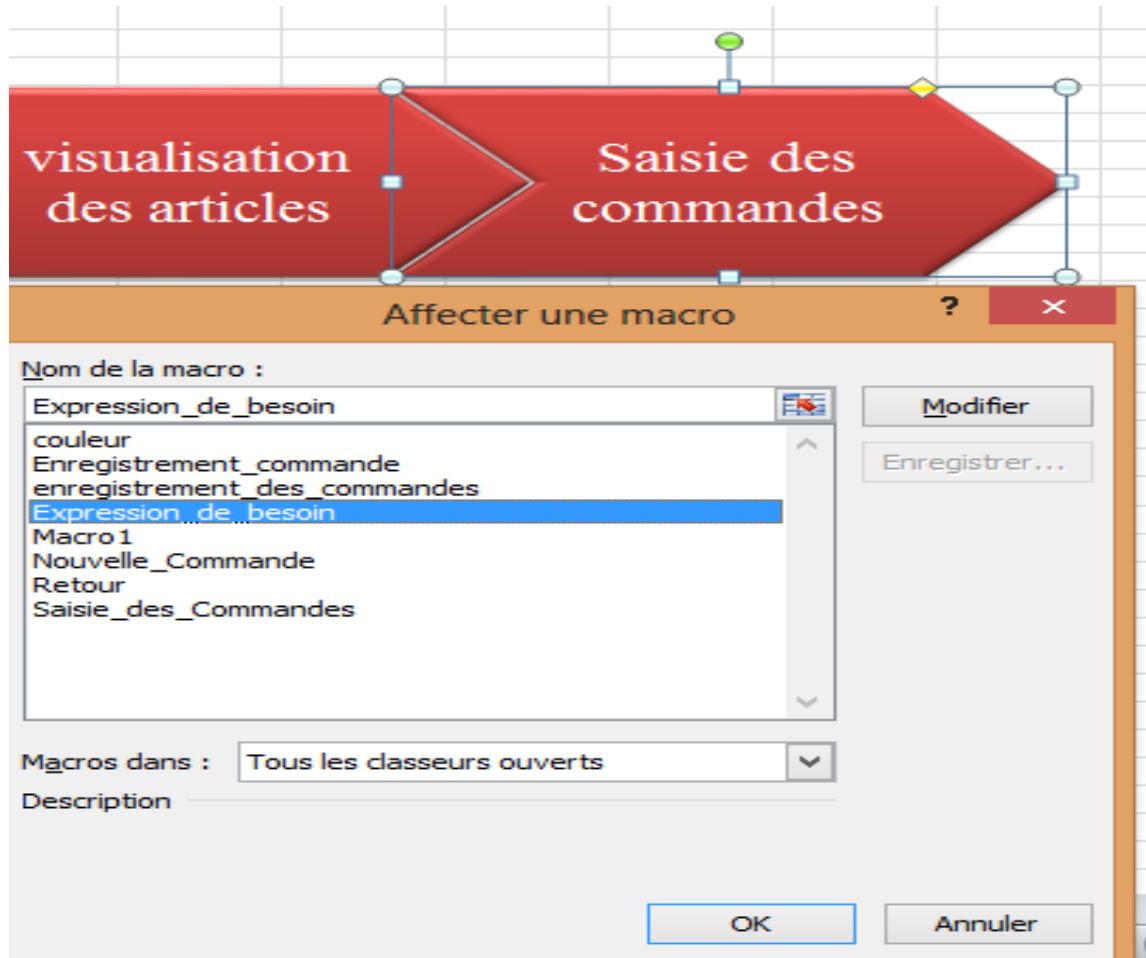 visualisation
des articles
Saisie des
commandes
Affecter une macro
?
Nom de la macro :
Expression_de_besoin
Modifier
couleur
Enregistrement_commande
enregistrement_des_commandes
Expression_de_besoin
Macro1
Nouvelle_Commande
Retour
Saisie_des_Commandes
Enregistrer...
Macros dans :
Tous les classeurs ouverts
Description
OK
Annuler